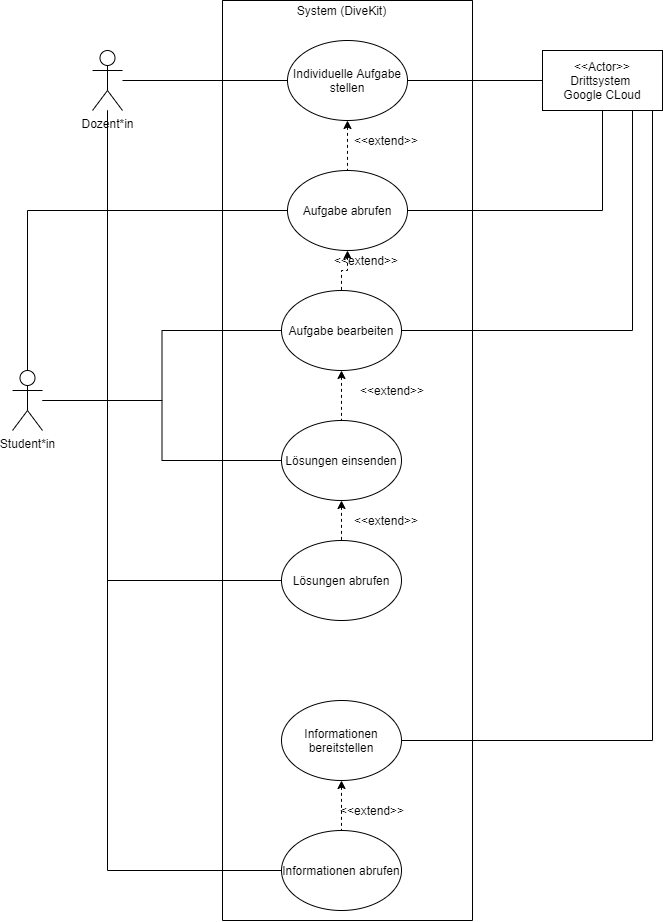 System (DiveKit)
Individuelle Aufgabe
stellen
<<Actor>>
Drittsystem
Google CLoud
Dozent*in
<<extend>>
Aufgabe abrufen
<<extend>>
Aufgabe bearbeiten
<<extend>>
Student*in
Lösungen einsenden
<<extend>>
Lösungen abrufen
Informationen
bereitstellen
<<extend>>
Informationen abrufen